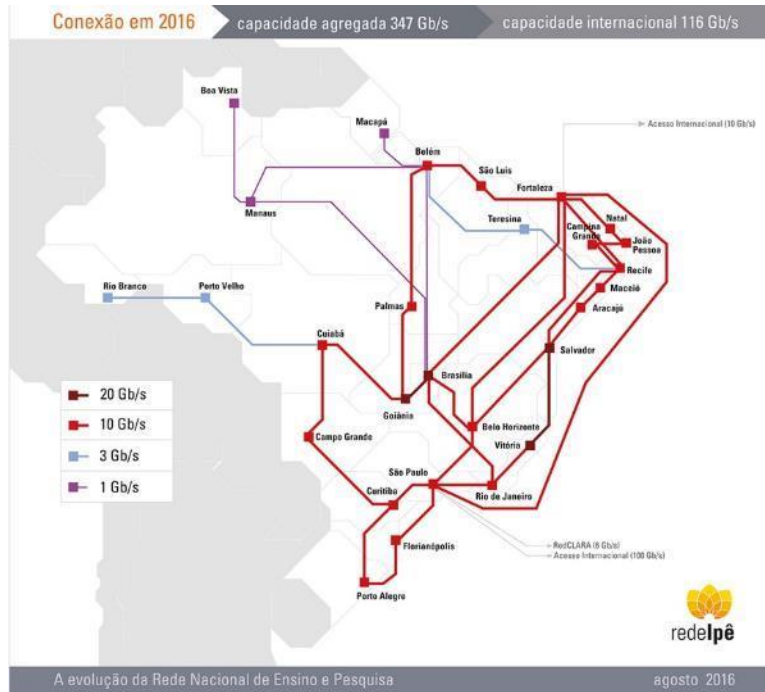 Conexão em 2016
capacidade agregada 347 Gb/s
capacidade internacional 116 Gb/s
Boa Vista
Macapá
Acesso Internacional (10 Gb/s)
Belém
São Luís
Fortaleza
Manaus
Teresina
Natal
Campina
Grande
João
Pessoa
Recife
Rio Branco
Porto Velho
Palmas
Maceió
Aracajú
Cuiabá
Salvador
Brasília
20 Gb/s
Goiânia
10 Gb/s
Belo Horizonte
Campo Grande
Vitória
3 Gb/s
São Paulo
1 Gb/s
Curitiba
Rio de Janeiro
RedCLARA (6 Gb/s)
Florianópolis
Acesso Internacional (100 Gb/s)
Porto Alegre
redeIpê
A evolução da Rede Nacional de Ensino e Pesquisa
agosto 2016